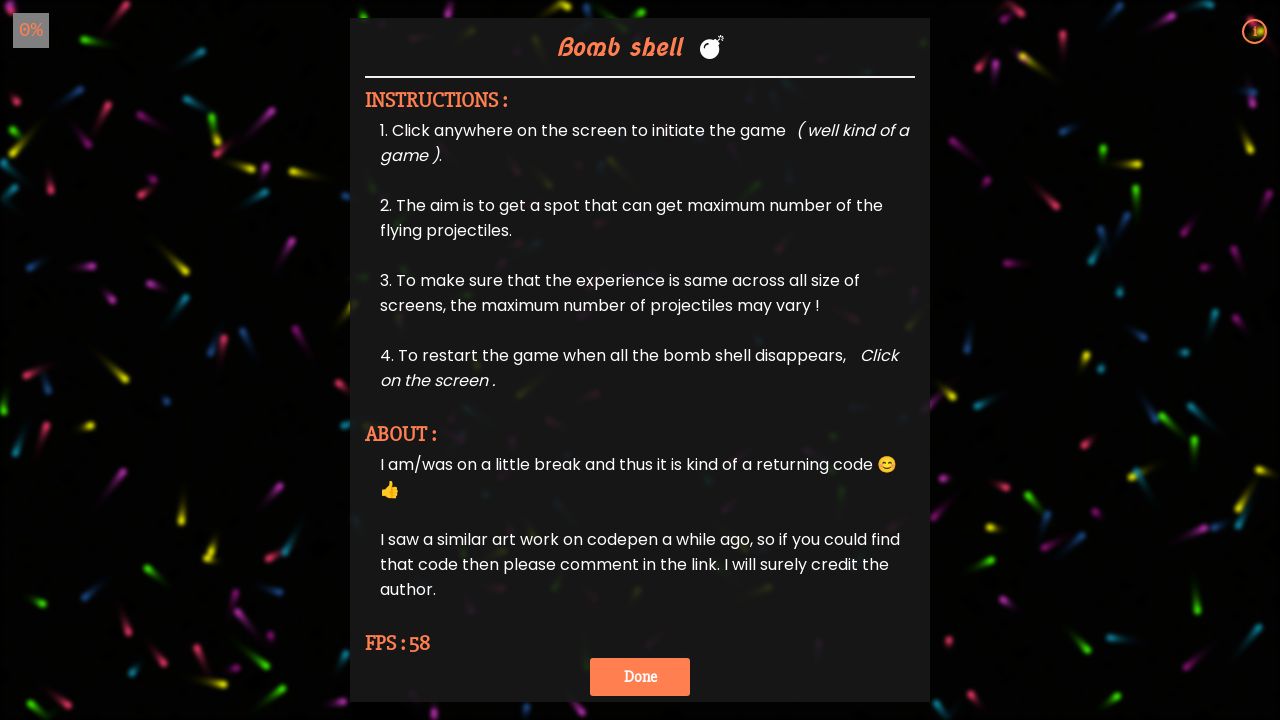 0%
i
Bomb shell 💣
INSTRUCTIONS :
1. Click anywhere on the screen to initiate the game ( well kind of a
game ).
2. The aim is to get a spot that can get maximum number of the
flying projectiles.
3. To make sure that the experience is same across all size of
screens, the maximum number of projectiles may vary !
4. To restart the game when all the bomb shell disappears, Click
on the screen .
ABOUT :
I am/was on a little break and thus it is kind of a returning code 😊
👍
I saw a similar art work on codepen a while ago, so if you could find
that code then please comment in the link. I will surely credit the
author.
FPS : 58
Done